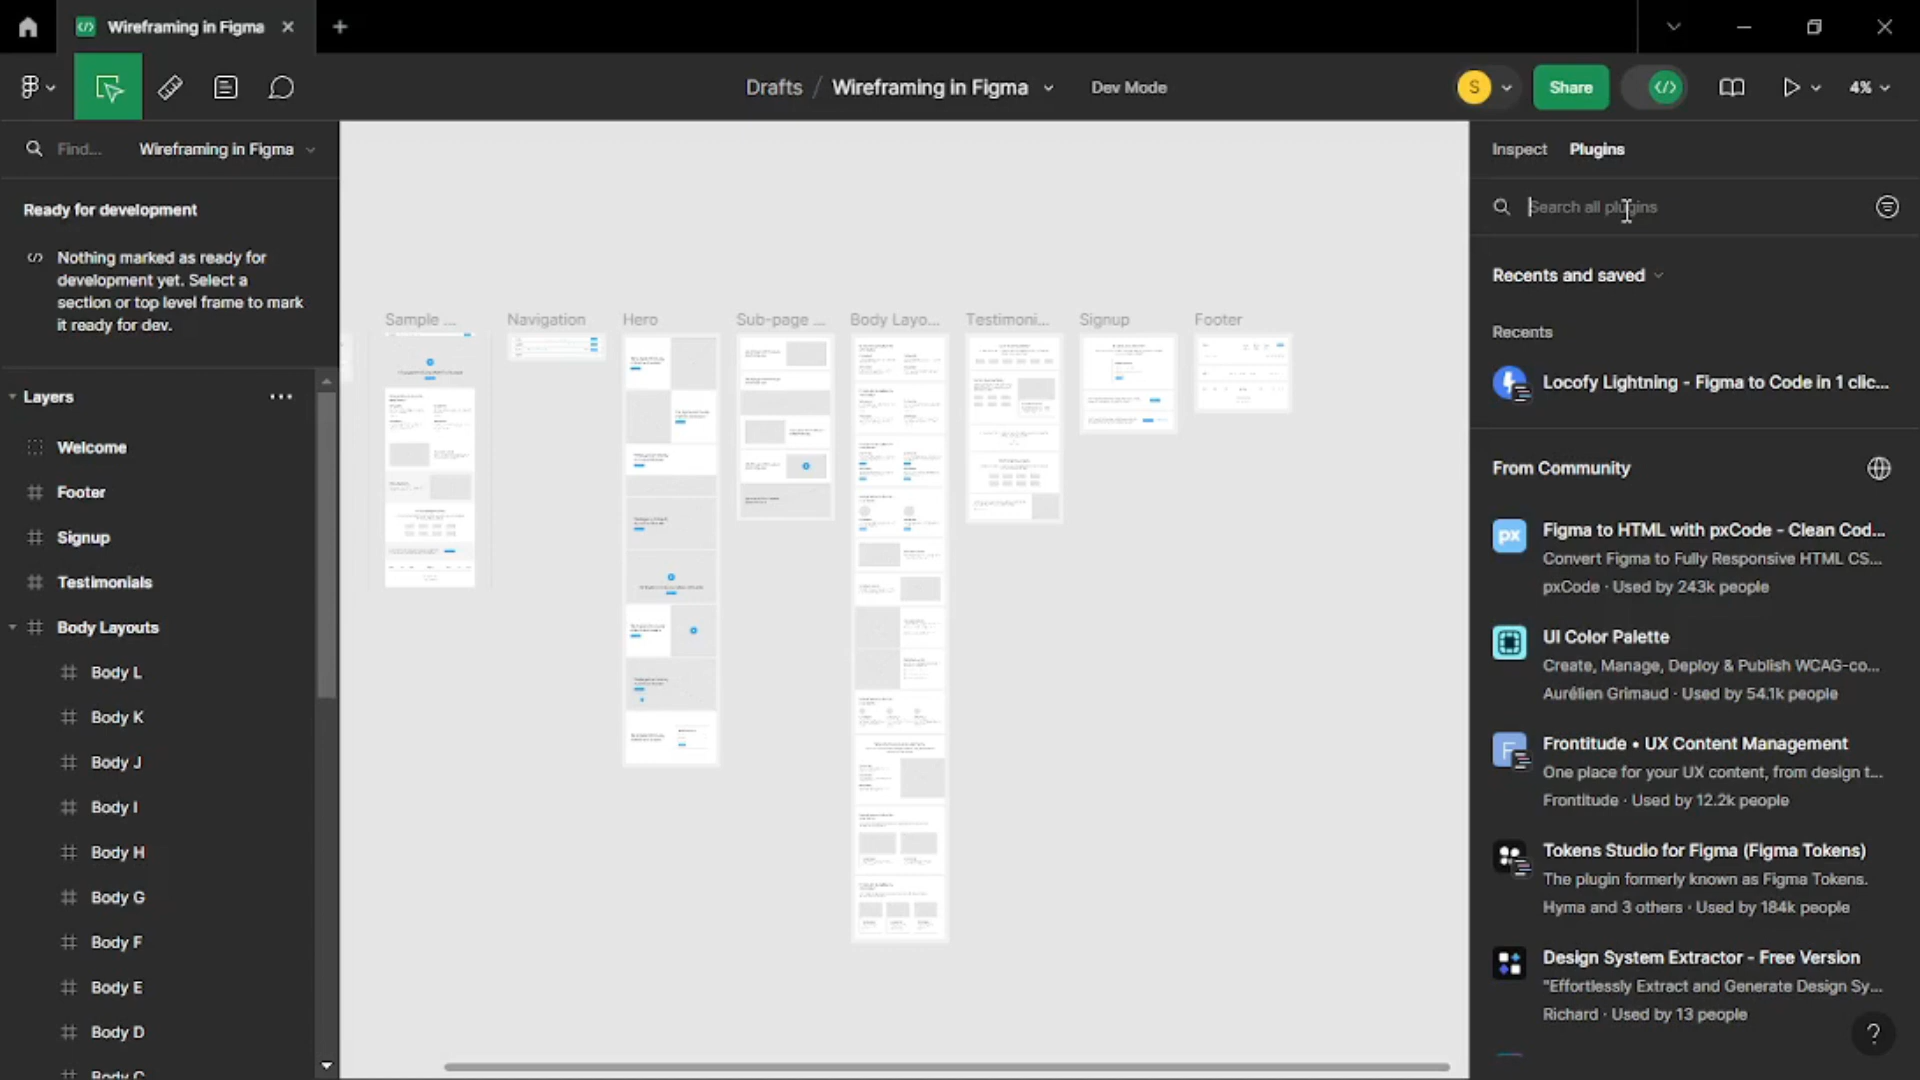 Wireframing in Figma
Drafts / Wireframing in Figma
Dev Mode
S
Share
4%
Find...
Wireframing in Figma
Ready for development
Nothing marked as ready for
development yet. Select a
section or top level frame to mark
it ready for dev.
Layers
Welcome
Footer
Signup
Testimonials
Body Layouts
Body L
Body K
Body J
Body I
Body H
Body G
Body F
Body E
Body D
Body C
Sample ...
Navigation
Hero
Sub-page ...
Body Layo...
Testimoni...
Signup
Footer
Inspect
Plugins
Search all plugins
Recents and saved
Recents
Locofy Lightning - Figma to Code in 1 clic...
From Community
px
Figma to HTML with pxCode - Clean Cod...
Convert Figma to Fully Responsive HTML CS...
pxCode · Used by 243k people
UI Color Palette
Create, Manage, Deploy & Publish WCAG-co...
Aurélien Grimaud · Used by 54.1k people
F
Frontitude • UX Content Management
One place for your UX content, from design t...
Frontitude · Used by 12.2k people
Tokens Studio for Figma (Figma Tokens)
The plugin formerly known as Figma Tokens.
Hyma and 3 others · Used by 184k people
Design System Extractor - Free Version
"Effortlessly Extract and Generate Design Sy...
Richard · Used by 13 people
?